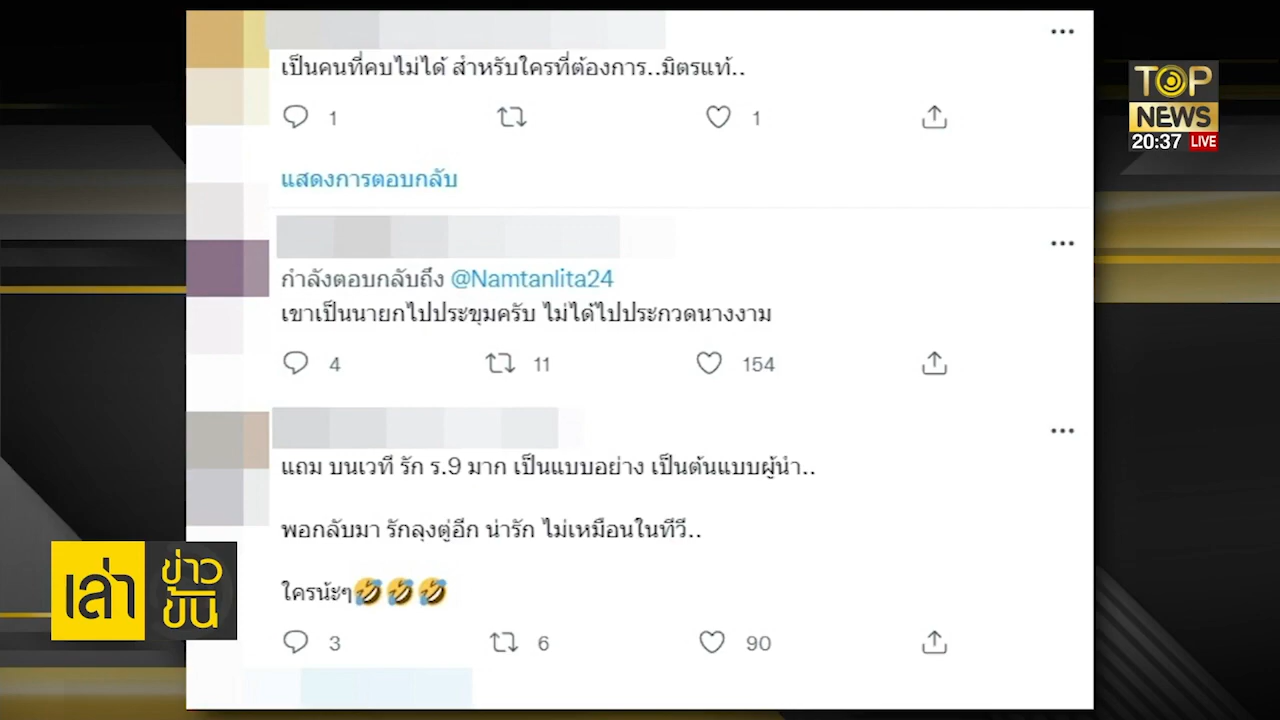 เป็นคนที่คบไม่ได้ สำหรับใครที่ต้องการ..มิตรแท้..
1
1
แสดงการตอบกลับ
กำลังตอบกลับถึง @Namtanlita24
เขาเป็นนายกไปประชุมครับ ไม่ได้ไปประกวดนางงาม
4
11
154
แถม บนเวที รัก ร.9 มาก เป็นแบบอย่าง เป็นต้นแบบผู้นำ..
พอกลับมา รักลุงตู่อีก น่ารัก ไม่เหมือนในทีวี..
ใครน้ะๆ🤣🤣🤣
3
6
90
TOP
NEWS
20:37 LIVE
เล่า
ข่าว
ข้น